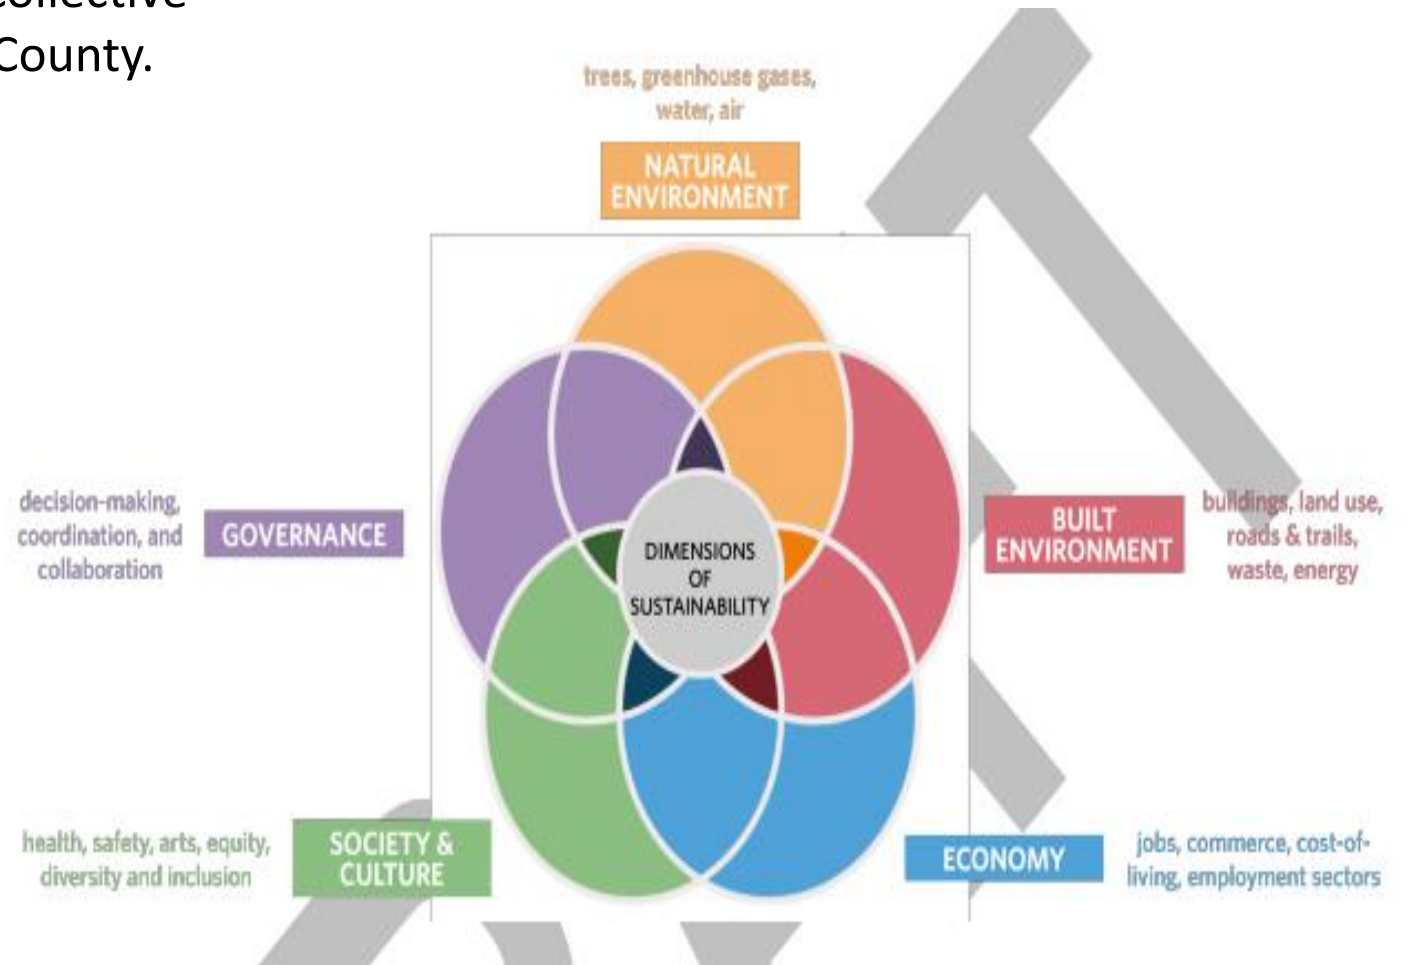 collective
County.
trees, greenhouse gases,
water, air
NATURAL
ENVIRONMENT
decision-making,
coordination, and
collaboration
GOVERNANCE
DIMENSIONS
OF
SUSTAINABILITY
BUILT
ENVIRONMENT
buildings, land use,
roads & trails,
waste, energy
health, safety, arts, equity,
diversity and inclusion
SOCIETY &
CULTURE
ECONOMY
jobs, commerce, cost-of-
living, employment sectors